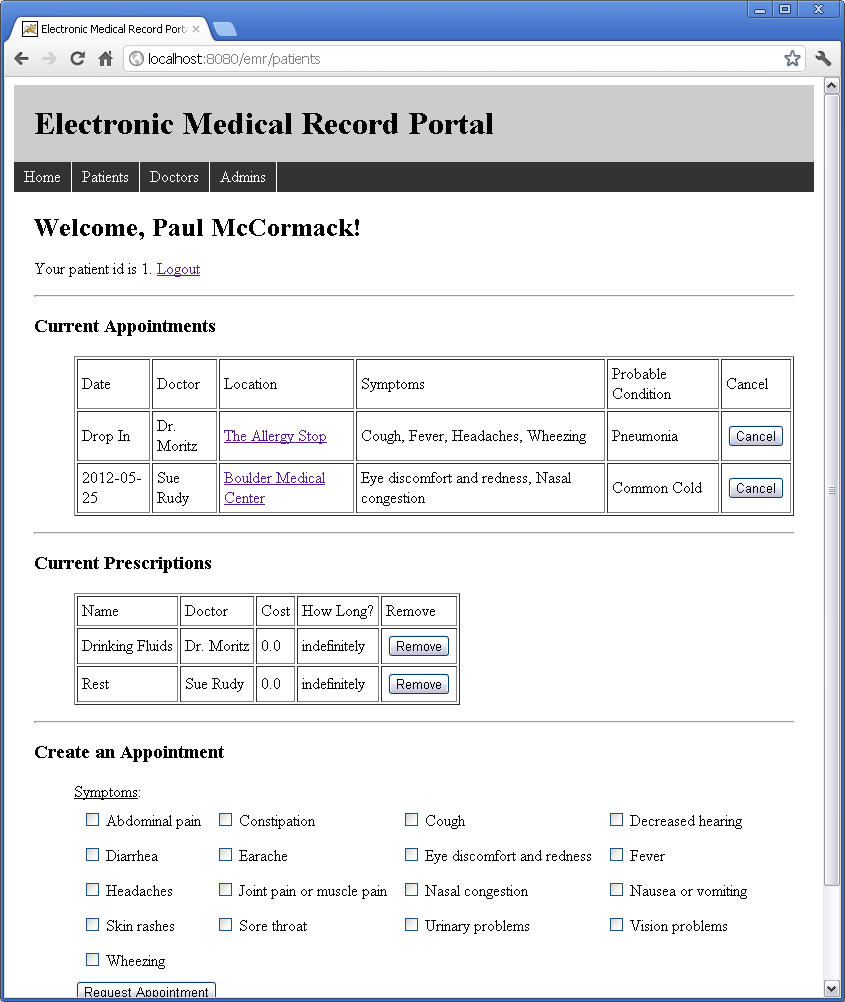 Electronic Medical Record Port
localhost:8080/emr/patients
Electronic Medical Record Portal
Home Patients Doctors Admins
Welcome, Paul McCormack!
Your patient id is 1. Logout
Current Appointments
Date Doctor Location Symptoms Probable Condition Cancel
Drop In Dr. Moritz The Allergy Stop Cough, Fever, Headaches, Wheezing Pneumonia Cancel
2012-05-25 Sue Rudy Boulder Medical Center Eye discomfort and redness, Nasal congestion Common Cold Cancel
Current Prescriptions
Name Doctor Cost How Long? Remove
Drinking Fluids Dr. Moritz 0.0 indefinitely Remove
Rest Sue Rudy 0.0 indefinitely Remove
Create an Appointment
Symptoms:
Abdominal pain Constipation Cough Decreased hearing
Diarrhea Earache Eye discomfort and redness Fever
Headaches Joint pain or muscle pain Nasal congestion Nausea or vomiting
Skin rashes Sore throat Urinary problems Vision problems
Wheezing
Request Appointment